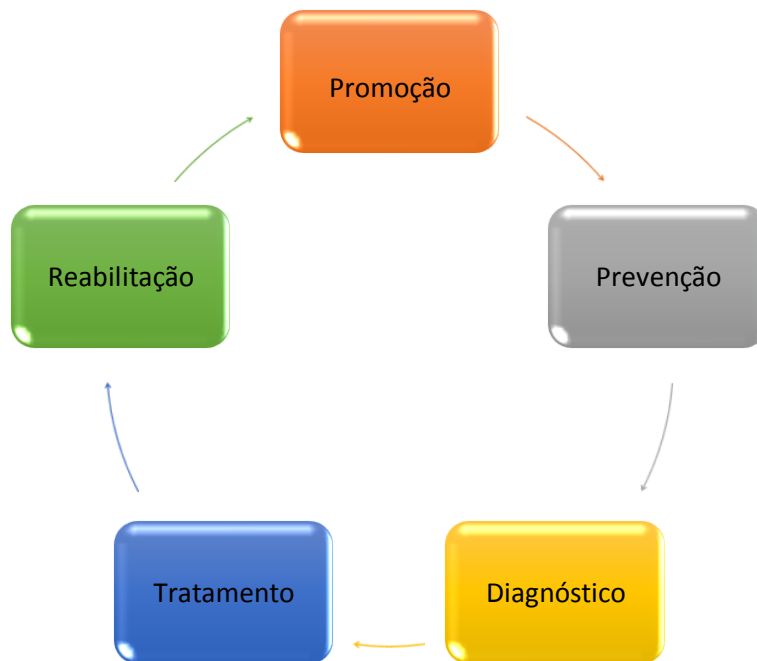 Promoção
Prevenção
Diagnóstico
Tratamento
Reabilitação